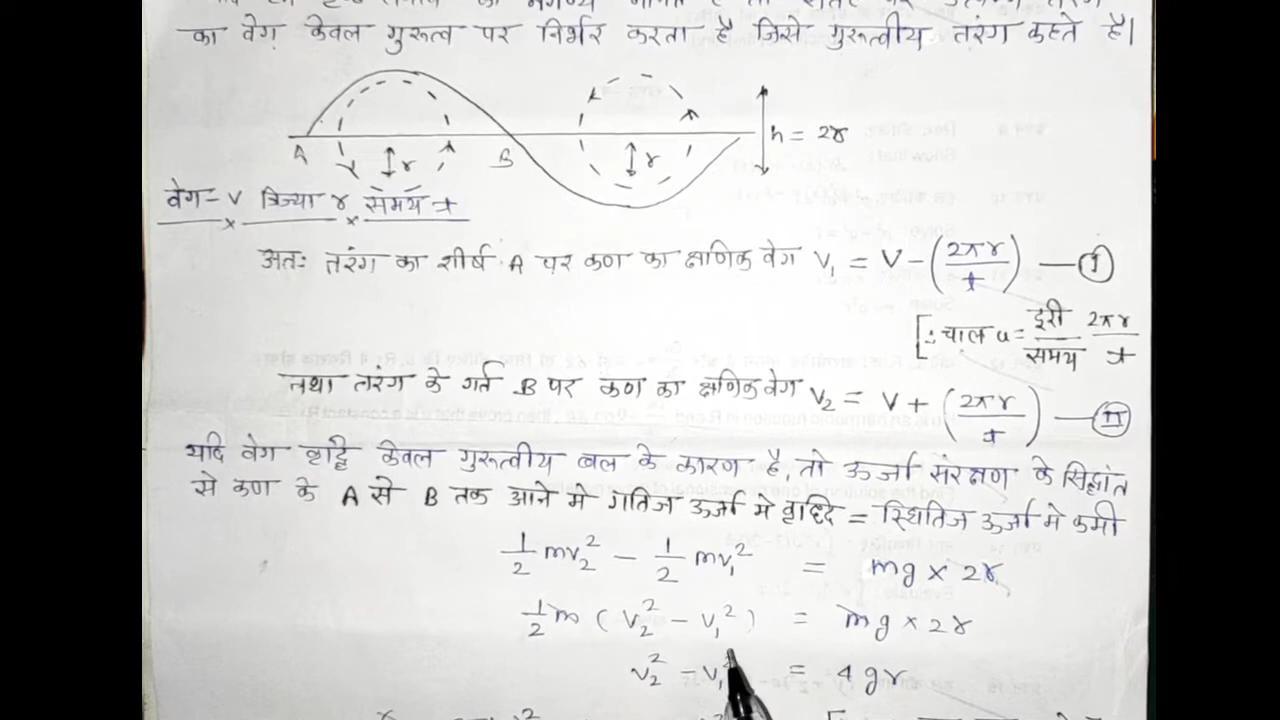 का वेग केवल गुरुत्व पर निर्भर करता है जिसे गुरुत्वीय तरंग कहते है।
A r B r h = 2r
वेग = v त्रिज्या r समय t
अतः तरंग का शीर्ष A पर कण का क्षणिक वेग V₁ = V − (2πr/t) — (I)
[∵ चाल u = दूरी/समय 2πr/t
तथा तरंग के गर्त B पर कण का क्षणिक वेग V₂ = V + (2πr/t) — (II)
यदि वेग वृद्धि केवल गुरुत्वीय बल के कारण है, तो ऊर्जा संरक्षण के सिद्धांत
से कण के A से B तक आने मे गतिज ऊर्जा मे वृद्धि = स्थितिज ऊर्जा मे कमी
1/2 mv₂² − 1/2 mv₁² = mg × 2r
1/2 m (v₂² − v₁²) = mg × 2r
v₂² − v₁² = 4gr